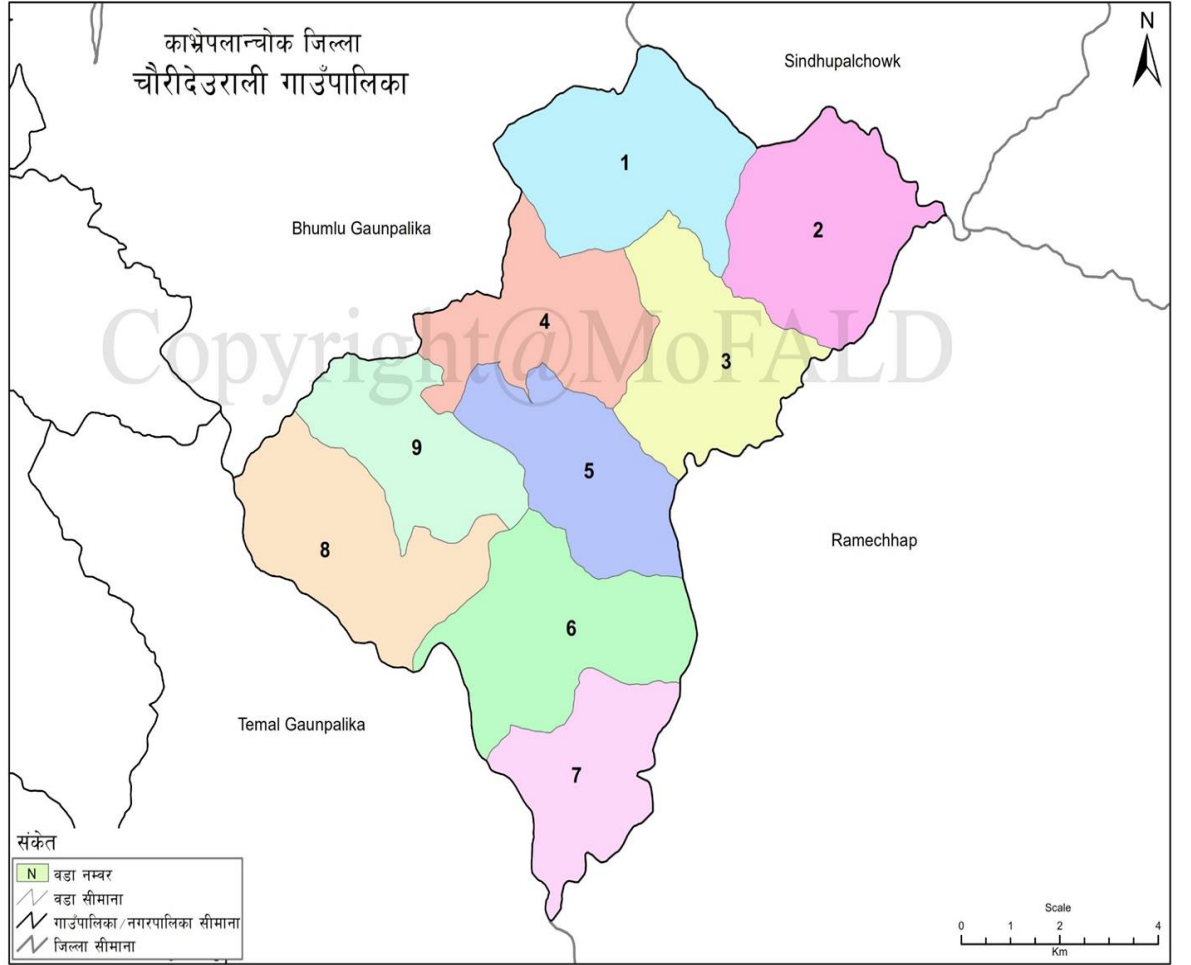 काभ्रेपलान्चोक जिल्ला
चौरीदेउराली गाउँपालिका
N
Sindhupalchowk
1
2
Bhumlu Gaunpalika
4
3
Copyright@MoFALD
9
5
Ramechhap
8
6
Temal Gaunpalika
7
संकेत
N वडा नम्बर
वडा सीमाना
गाउँपालिका/नगरपालिका सीमाना
जिल्ला सीमाना
Scale
0 1 2 4
Km